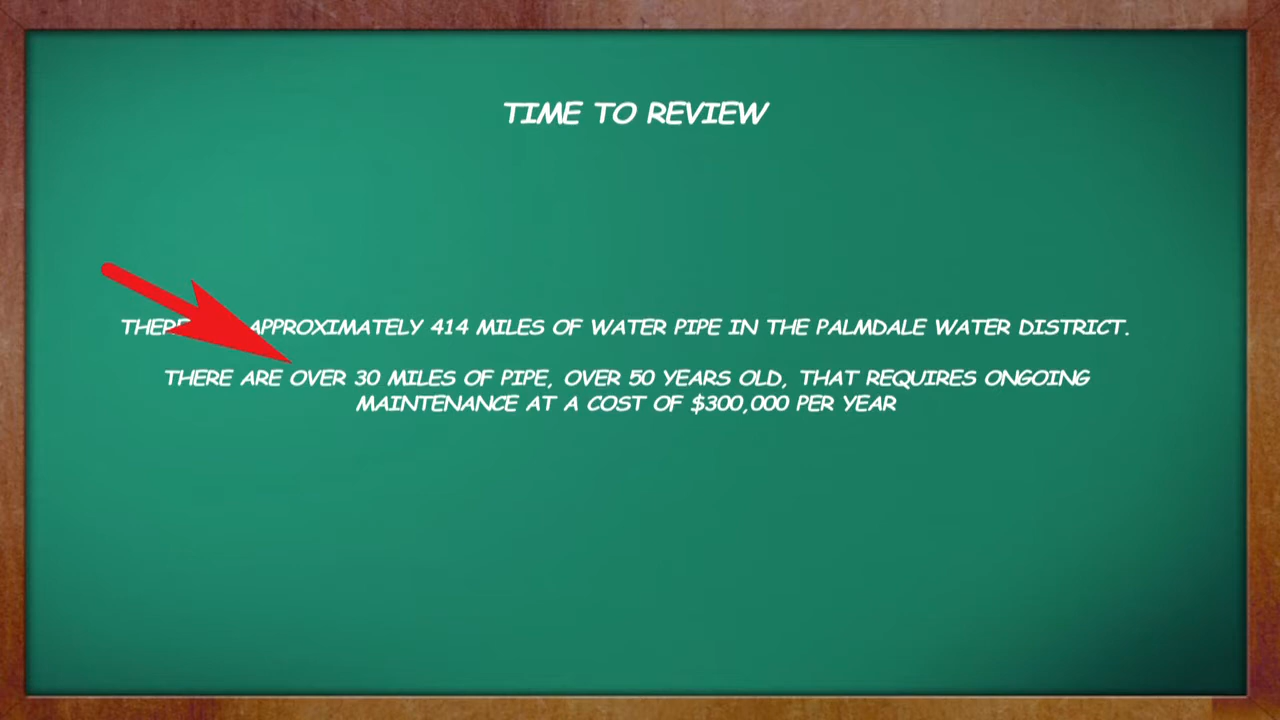 TIME TO REVIEW
THERE APPROXIMATELY 414 MILES OF WATER PIPE IN THE PALMDALE WATER DISTRICT.
THERE ARE OVER 30 MILES OF PIPE, OVER 50 YEARS OLD, THAT REQUIRES ONGOING
MAINTENANCE AT A COST OF $300,000 PER YEAR